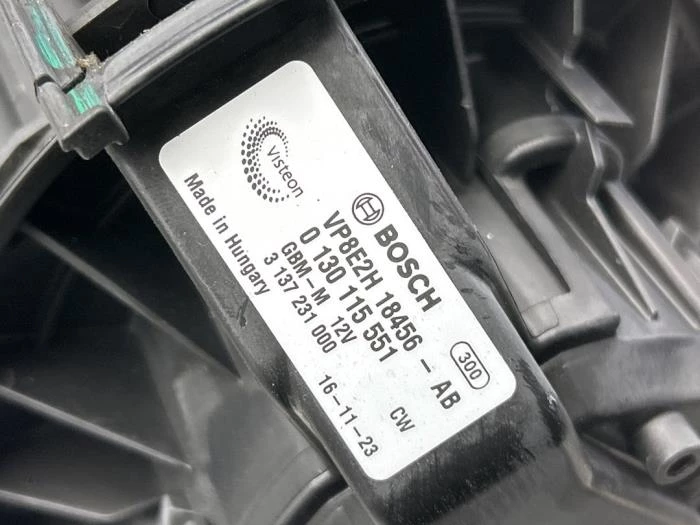 Visteon
BOSCH
VP8E2H 18456 - AB
0 130 115 551
GBM-M 12V CW
3 137 231 000
Made in Hungary
16-11-23
300